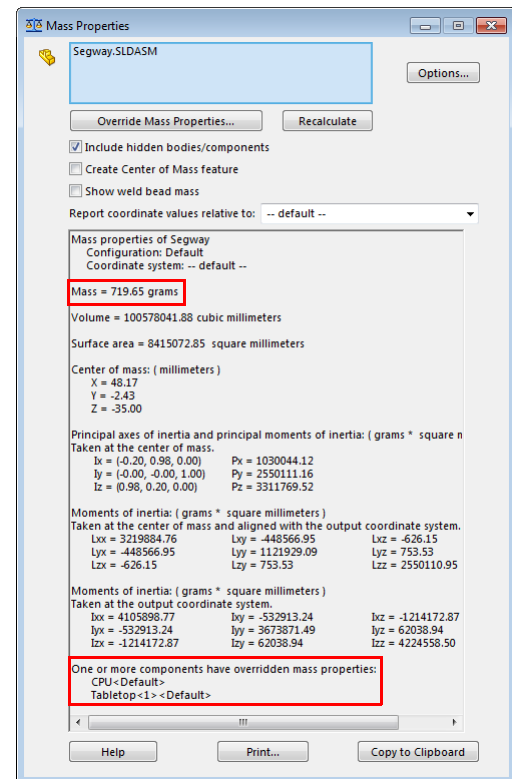 Mass Properties
Segway.SLDASM
Options...
Override Mass Properties...
Recalculate
Include hidden bodies/components
Create Center of Mass feature
Show weld bead mass
Report coordinate values relative to: -- default --
Mass properties of Segway
Configuration: Default
Coordinate system: -- default --
Mass = 719.65 grams
Volume = 100578041.88 cubic millimeters
Surface area = 8415072.85 square millimeters
Center of mass: ( millimeters )
X = 48.17
Y = -2.43
Z = -35.00
Principal axes of inertia and principal moments of inertia: ( grams * square n
Taken at the center of mass.
Ix = (-0.20, 0.98, 0.00) Px = 1030044.12
Iy = (-0.00, -0.00, 1.00) Py = 2550111.16
Iz = (0.98, 0.20, 0.00) Pz = 3311769.52
Moments of inertia: ( grams * square millimeters )
Taken at the center of mass and aligned with the output coordinate system.
Lxx = 3219884.76 Lxy = -448566.95 Lxz = -626.15
Lyx = -448566.95 Lyy = 1121929.09 Lyz = 753.53
Lzx = -626.15 Lzy = 753.53 Lzz = 2550110.95
Moments of inertia: ( grams * square millimeters )
Taken at the output coordinate system.
Ixx = 4105898.77 Ixy = -532913.24 Ixz = -1214172.87
Iyx = -532913.24 Iyy = 3673871.49 Iyz = 62038.94
Izx = -1214172.87 Izy = 62038.94 Izz = 4224558.50
One or more components have overridden mass properties:
CPU<Default>
Tabletop<1><Default>
Help
Print...
Copy to Clipboard